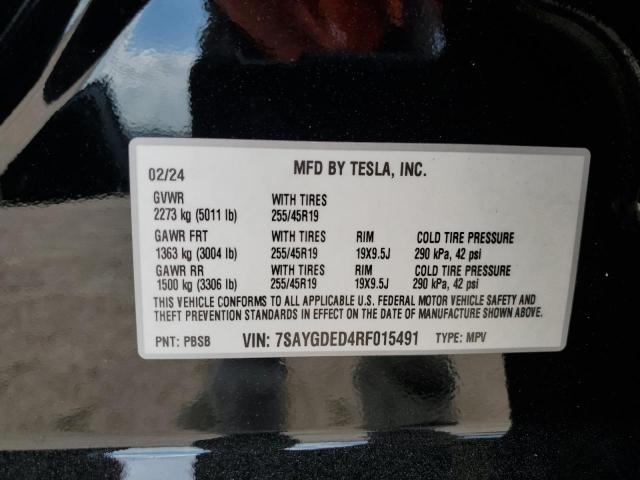 02/24 MFD BY TESLA, INC.
GVWR WITH TIRES
2273 kg (5011 lb) 255/45R19
GAWR FRT WITH TIRES RIM COLD TIRE PRESSURE
1363 kg (3004 lb) 255/45R19 19X9.5J 290 kPa, 42 psi
GAWR RR WITH TIRES RIM COLD TIRE PRESSURE
1500 kg (3306 lb) 255/45R19 19X9.5J 290 kPa, 42 psi
THIS VEHICLE CONFORMS TO ALL APPLICABLE U.S. FEDERAL MOTOR VEHICLE SAFETY AND
THEFT PREVENTION STANDARDS IN EFFECT ON THE DATE OF MANUFACTURE SHOWN ABOVE.
PNT: PBSB VIN: 7SAYGDED4RF015491 TYPE: MPV